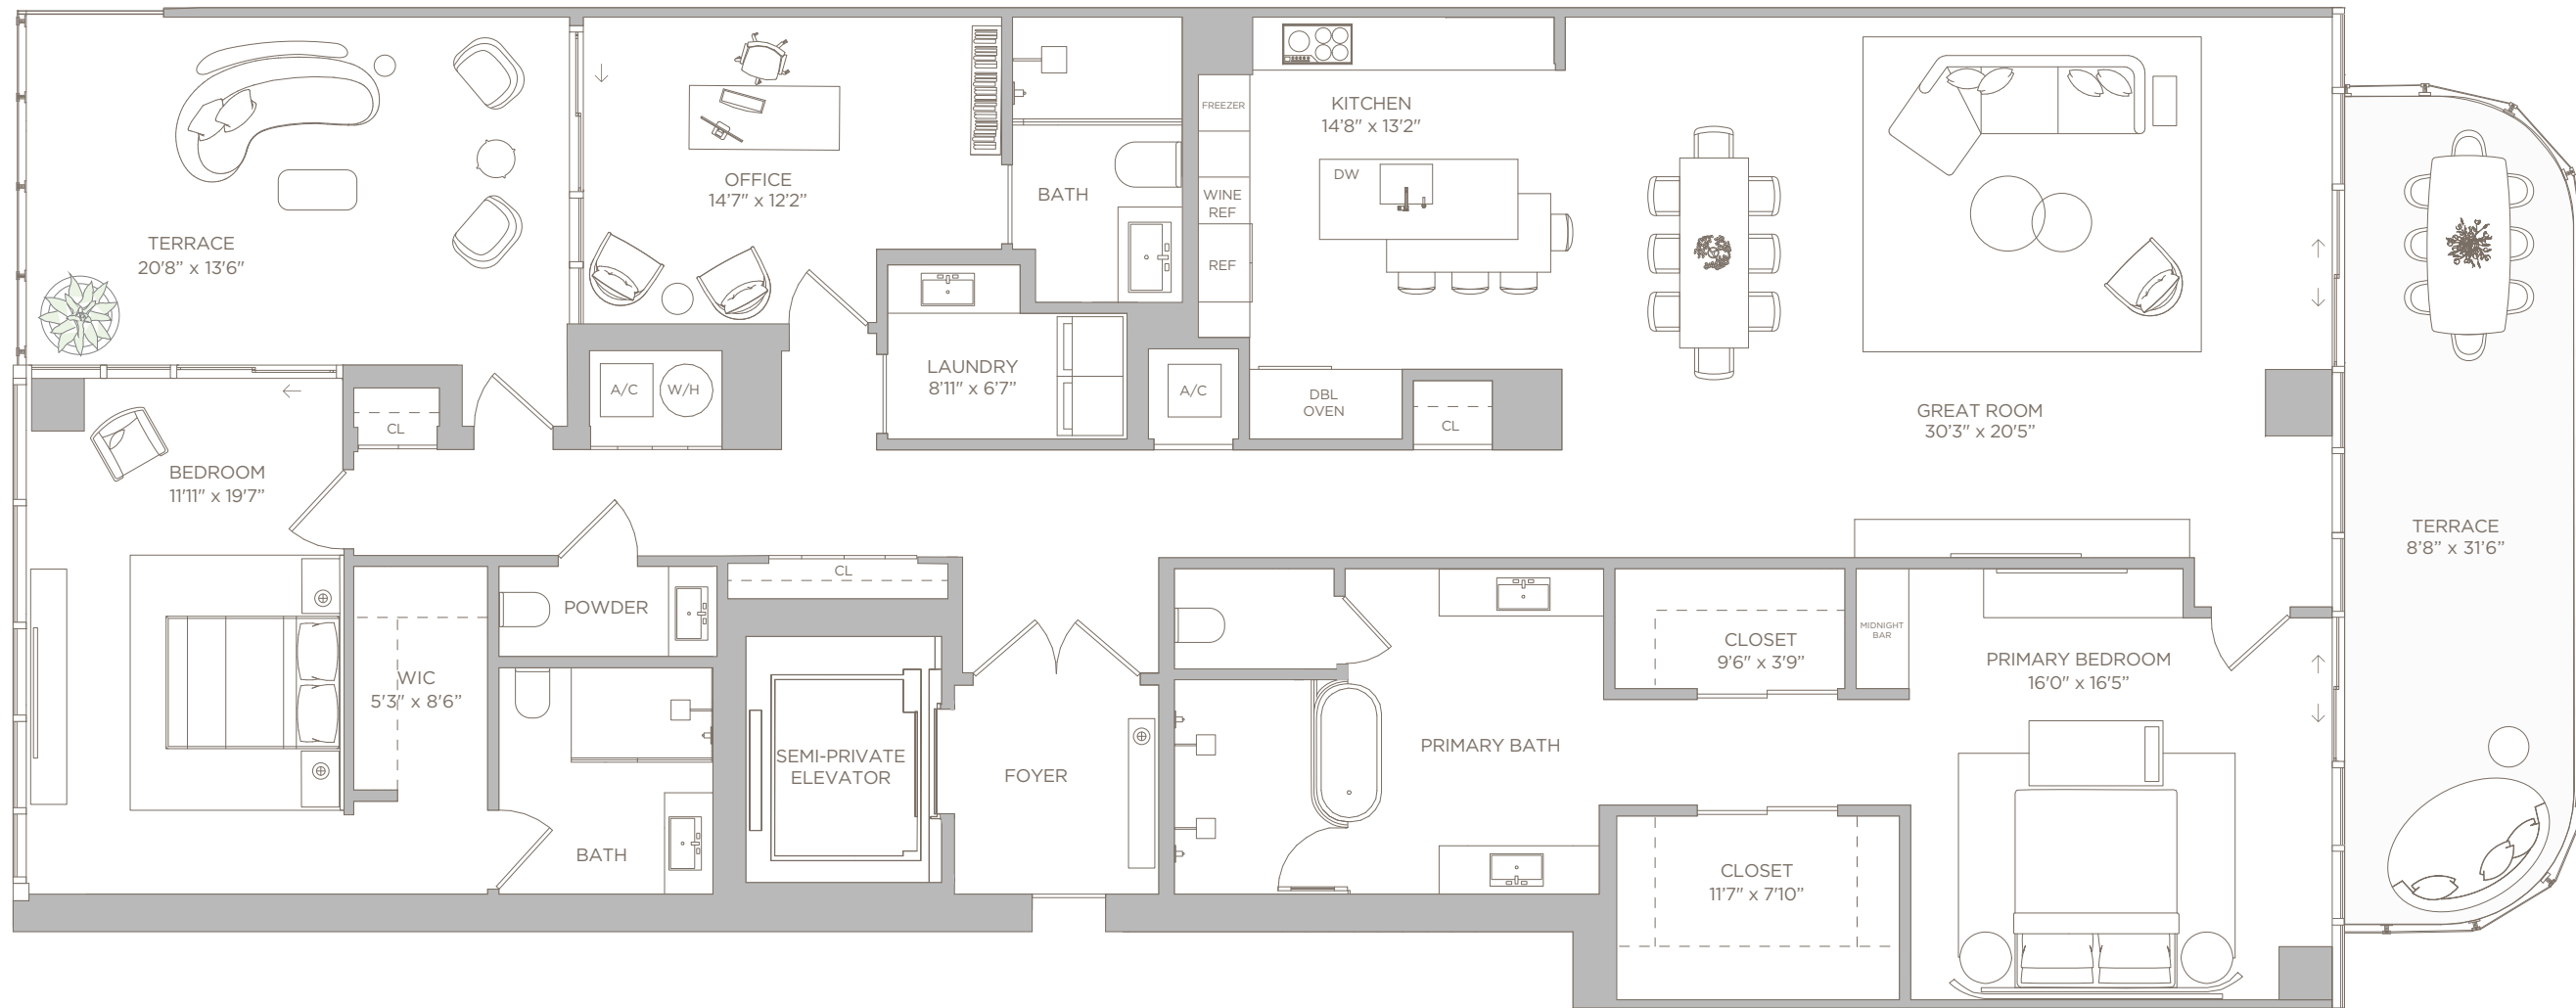 TERRACE
20'8" x 13'6"
OFFICE
14'7" x 12'2"
BATH
FREEZER
WINE
REF
REF
KITCHEN
14'8" x 13'2"
DW
LAUNDRY
8'11" x 6'7"
A/C
W/H
A/C
DBL
OVEN
CL
GREAT ROOM
30'3" x 20'5"
TERRACE
8'8" x 31'6"
CL
BEDROOM
11'11" x 19'7"
WIC
5'3" x 8'6"
POWDER
CL
BATH
SEMI-PRIVATE
ELEVATOR
FOYER
PRIMARY BATH
CLOSET
9'6" x 3'9"
MIDNIGHT
BAR
PRIMARY BEDROOM
16'0" x 16'5"
CLOSET
11'7" x 7'10"